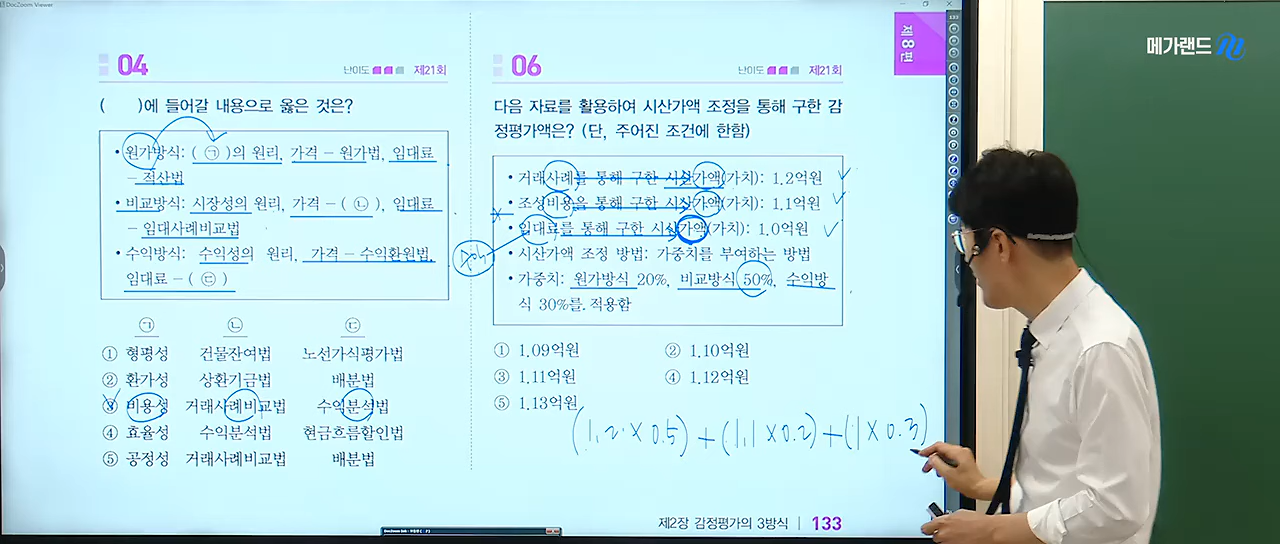 DocZoom Viewer
제8편
메가랜드
04
난이도 제21회
( )에 들어갈 내용으로 옳은 것은?
• 원가방식: ( ㉠ )의 원리, 가격 – 원가법, 임대료
– 적산법
• 비교방식: 시장성의 원리, 가격 – ( ㉡ ), 임대료
– 임대사례비교법
• 수익방식: 수익성의 원리, 가격 – 수익환원법,
임대료 – ( ㉢ )
㉠ ㉡ ㉢
① 형평성 건물잔여법 노선가식평가법
② 환가성 상환기금법 배분법
③ 비용성 거래사례비교법 수익분석법
④ 효율성 수익분석법 현금흐름할인법
⑤ 공정성 거래사례비교법 배분법
06
난이도 제21회
다음 자료를 활용하여 시산가액 조정을 통해 구한 감
정평가액은? (단, 주어진 조건에 한함)
• 거래사례를 통해 구한 시산가액(가치): 1.2억원
• 조성비용을 통해 구한 시산가액(가치): 1.1억원
• 임대료를 통해 구한 시산가액(가치): 1.0억원
• 시산가액 조정 방법: 가중치를 부여하는 방법
• 가중치: 원가방식 20%, 비교방식 50%, 수익방
식 30%를 적용함
① 1.09억원 ② 1.10억원
③ 1.11억원 ④ 1.12억원
⑤ 1.13억원
(1.2 × 0.5) + (1.1 × 0.2) + (1 × 0.3)
제2장 감정평가의 3방식 | 133